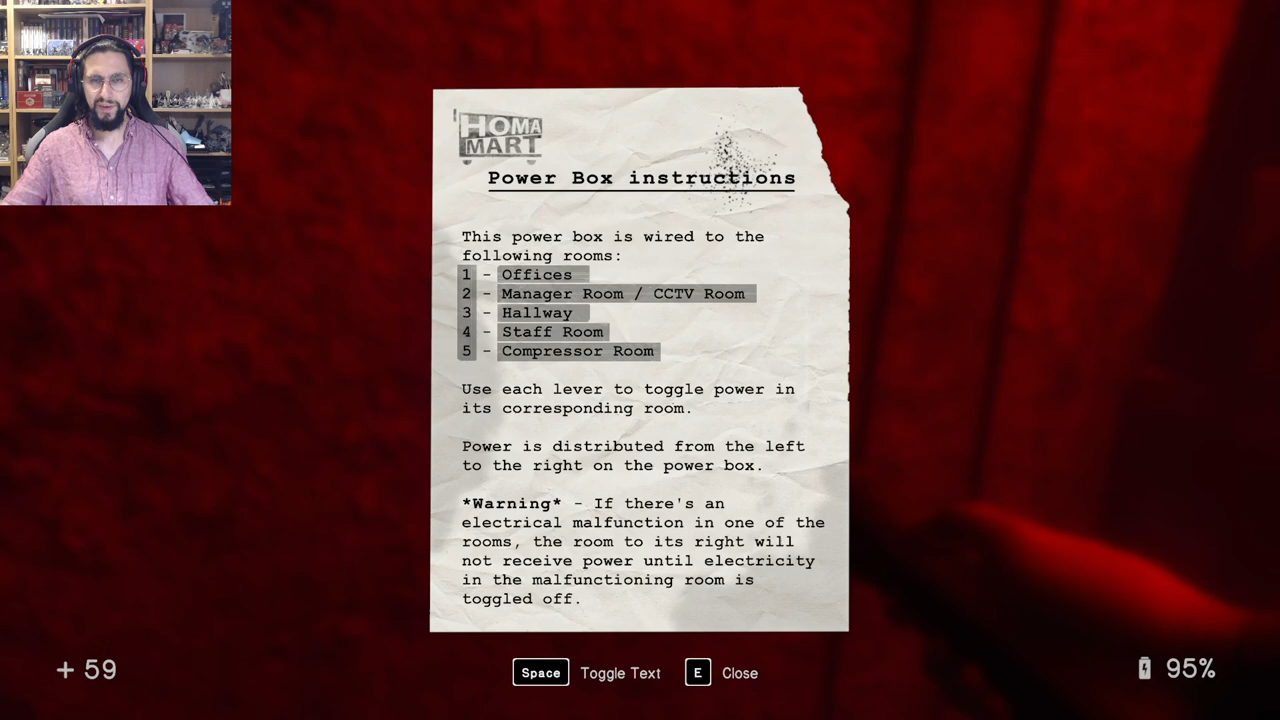 HOMA
MART
Power Box instructions
This power box is wired to the
following rooms:
1 - Offices
2 - Manager Room / CCTV Room
3 - Hallway
4 - Staff Room
5 - Compressor Room
Use each lever to toggle power in
its corresponding room.
Power is distributed from the left
to the right on the power box.
*Warning* - If there's an
electrical malfunction in one of the
rooms, the room to its right will
not receive power until electricity
in the malfunctioning room is
toggled off.
+ 59
Space Toggle Text E Close
95%